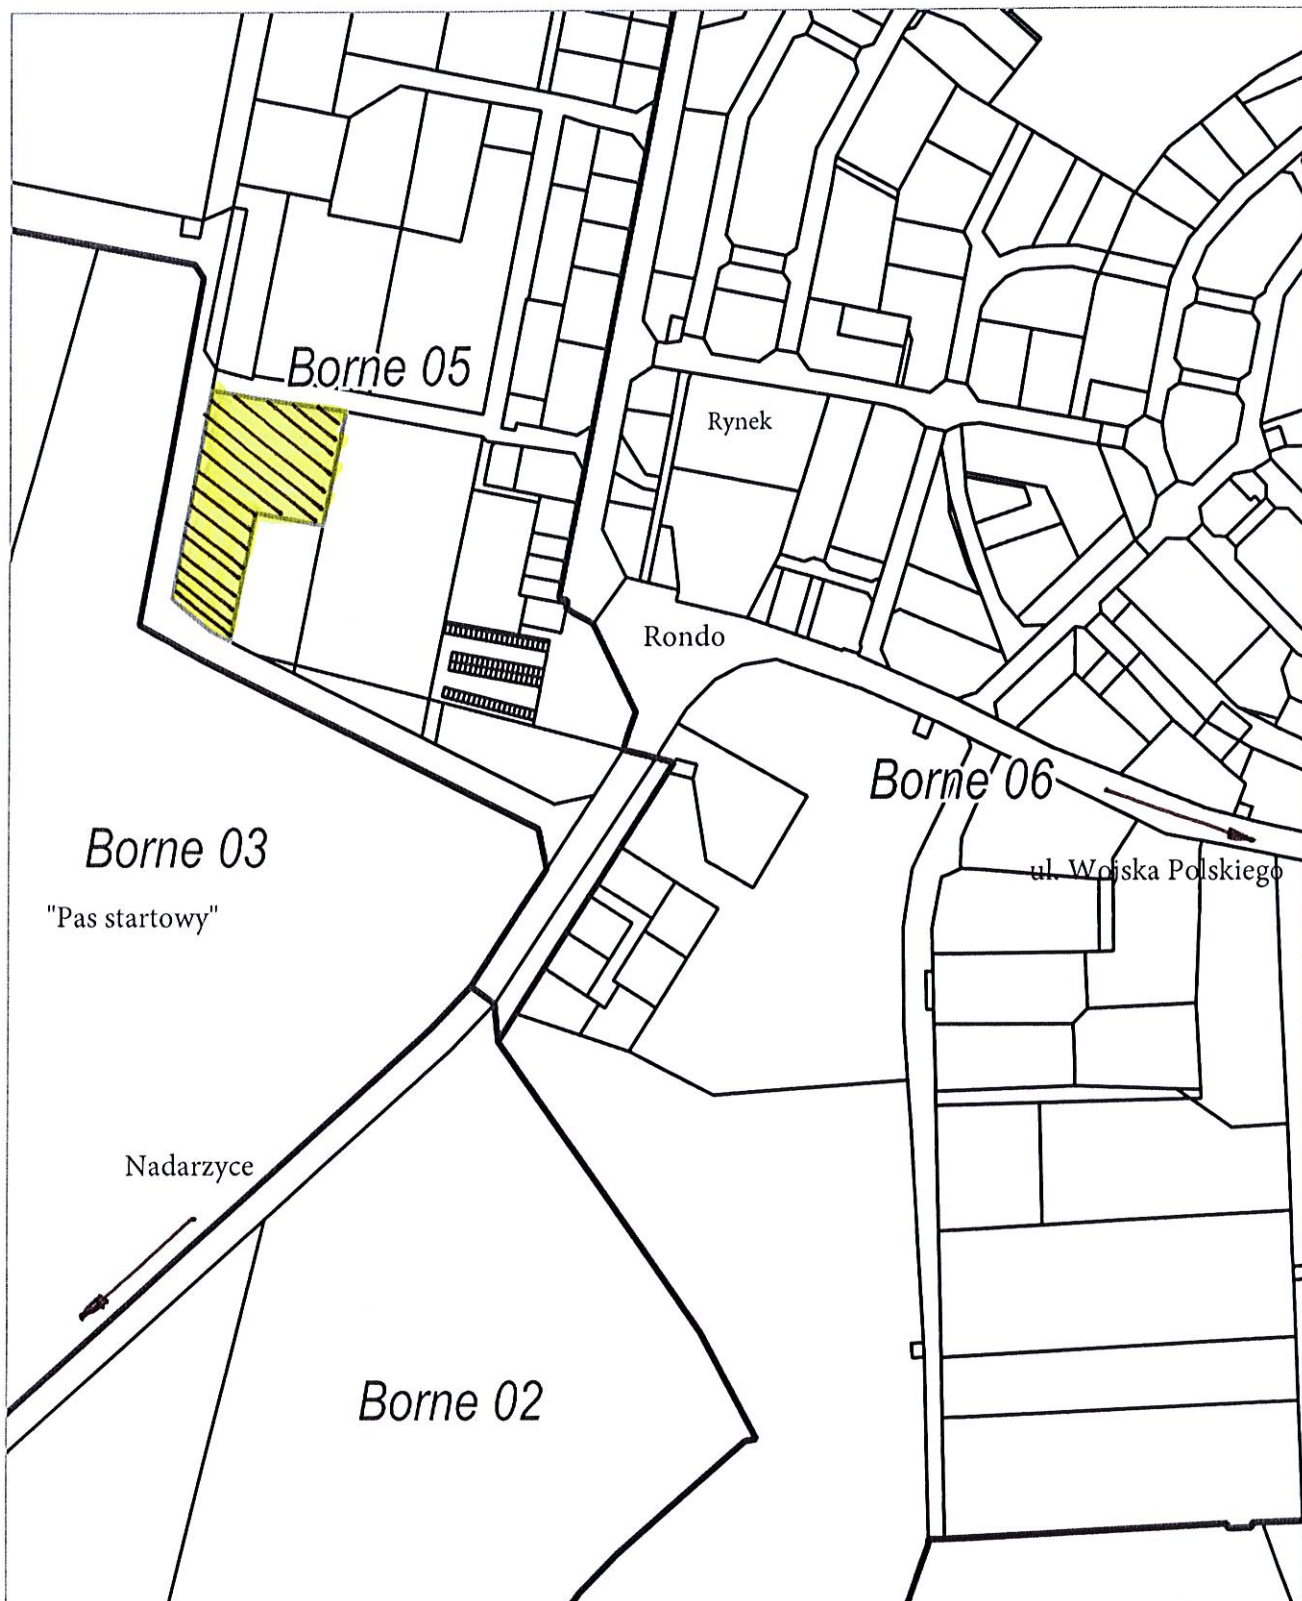 Borne 05
Rynek
Rondo
Borne 06
Borne 03
ul. Wojska Polskiego
"Pas startowy"
Nadarzyce
Borne 02